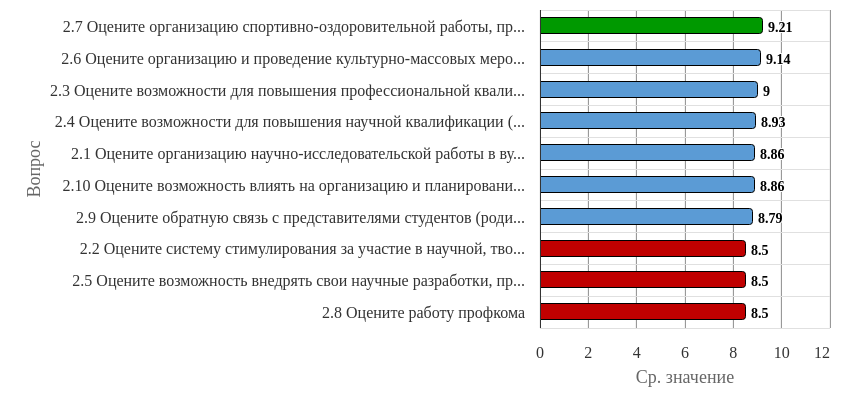 2.7 Оцените организацию спортивно-оздоровительной работы, пр... 9.21
2.6 Оцените организацию и проведение культурно-массовых меро... 9.14
2.3 Оцените возможности для повышения профессиональной квали... 9
2.4 Оцените возможности для повышения научной квалификации (... 8.93
2.1 Оцените организацию научно-исследовательской работы в ву... 8.86
2.10 Оцените возможность влиять на организацию и планировани... 8.86
2.9 Оцените обратную связь с представителями студентов (роди... 8.79
2.2 Оцените систему стимулирования за участие в научной, тво... 8.5
2.5 Оцените возможность внедрять свои научные разработки, пр... 8.5
2.8 Оцените работу профкома 8.5
Вопрос
0 2 4 6 8 10 12
Ср. значение